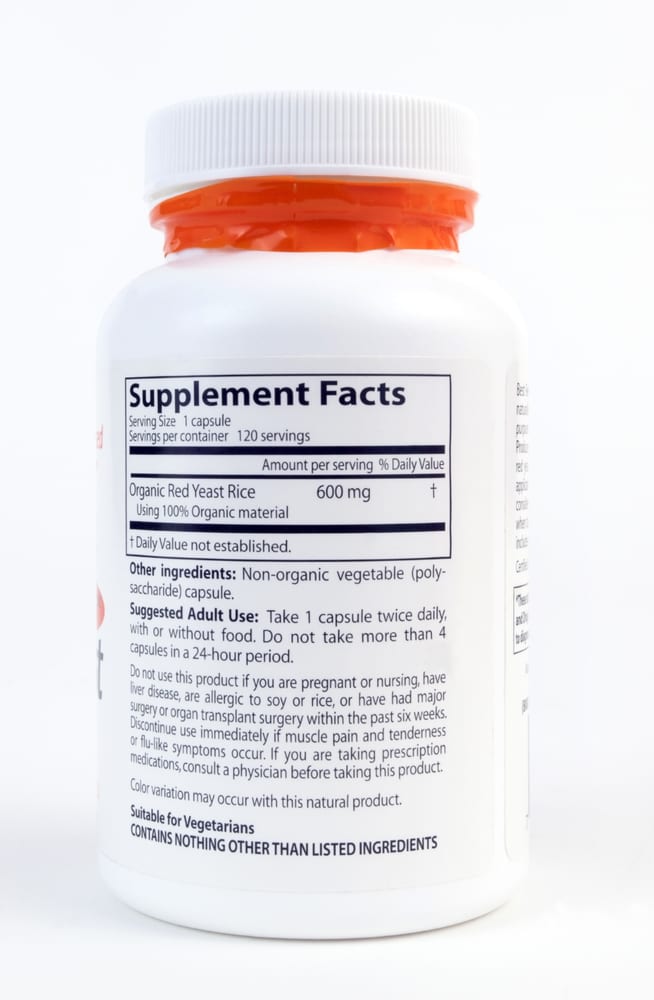 Supplement Facts
Serving Size 1 capsule
Servings per container 120 servings
Amount per serving % Daily Value
Organic Red Yeast Rice 600 mg †
Using 100% Organic material
† Daily Value not established.
Other ingredients: Non-organic vegetable (poly-
saccharide) capsule.
Suggested Adult Use: Take 1 capsule twice daily,
with or without food. Do not take more than 4
capsules in a 24-hour period.
Do not use this product if you are pregnant or nursing, have
liver disease, are allergic to soy or rice, or have had major
surgery or organ transplant surgery within the past six weeks.
Discontinue use immediately if muscle pain and tenderness
or flu-like symptoms occur. If you are taking prescription
medications, consult a physician before taking this product.
Color variation may occur with this natural product.
Suitable for Vegetarians
CONTAINS NOTHING OTHER THAN LISTED INGREDIENTS